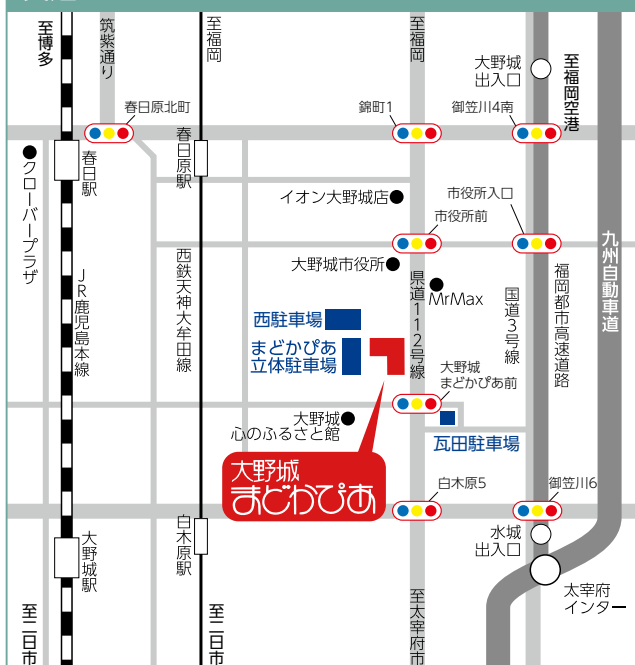 至博多
筑紫通り
至福岡
至福岡
大野城
出入口
至福岡空港
春日原北町
錦町1
御笠川4南
春日駅
春日原駅
クローバープラザ
イオン大野城店
市役所入口
市役所前
九州自動車道
大野城市役所
西鉄天神大牟田線
JR鹿児島本線
県道112号線
MrMax
国道3号線
福岡都市高速道路
西駐車場
まどかぴあ
立体駐車場
大野城
まどかぴあ前
大野城
心のふるさと館
瓦田駐車場
大野城
まどかぴあ
白木原5
御笠川6
大野城駅
白木原駅
水城
出入口
太宰府
インター
至二日市
至二日市
至太宰府市